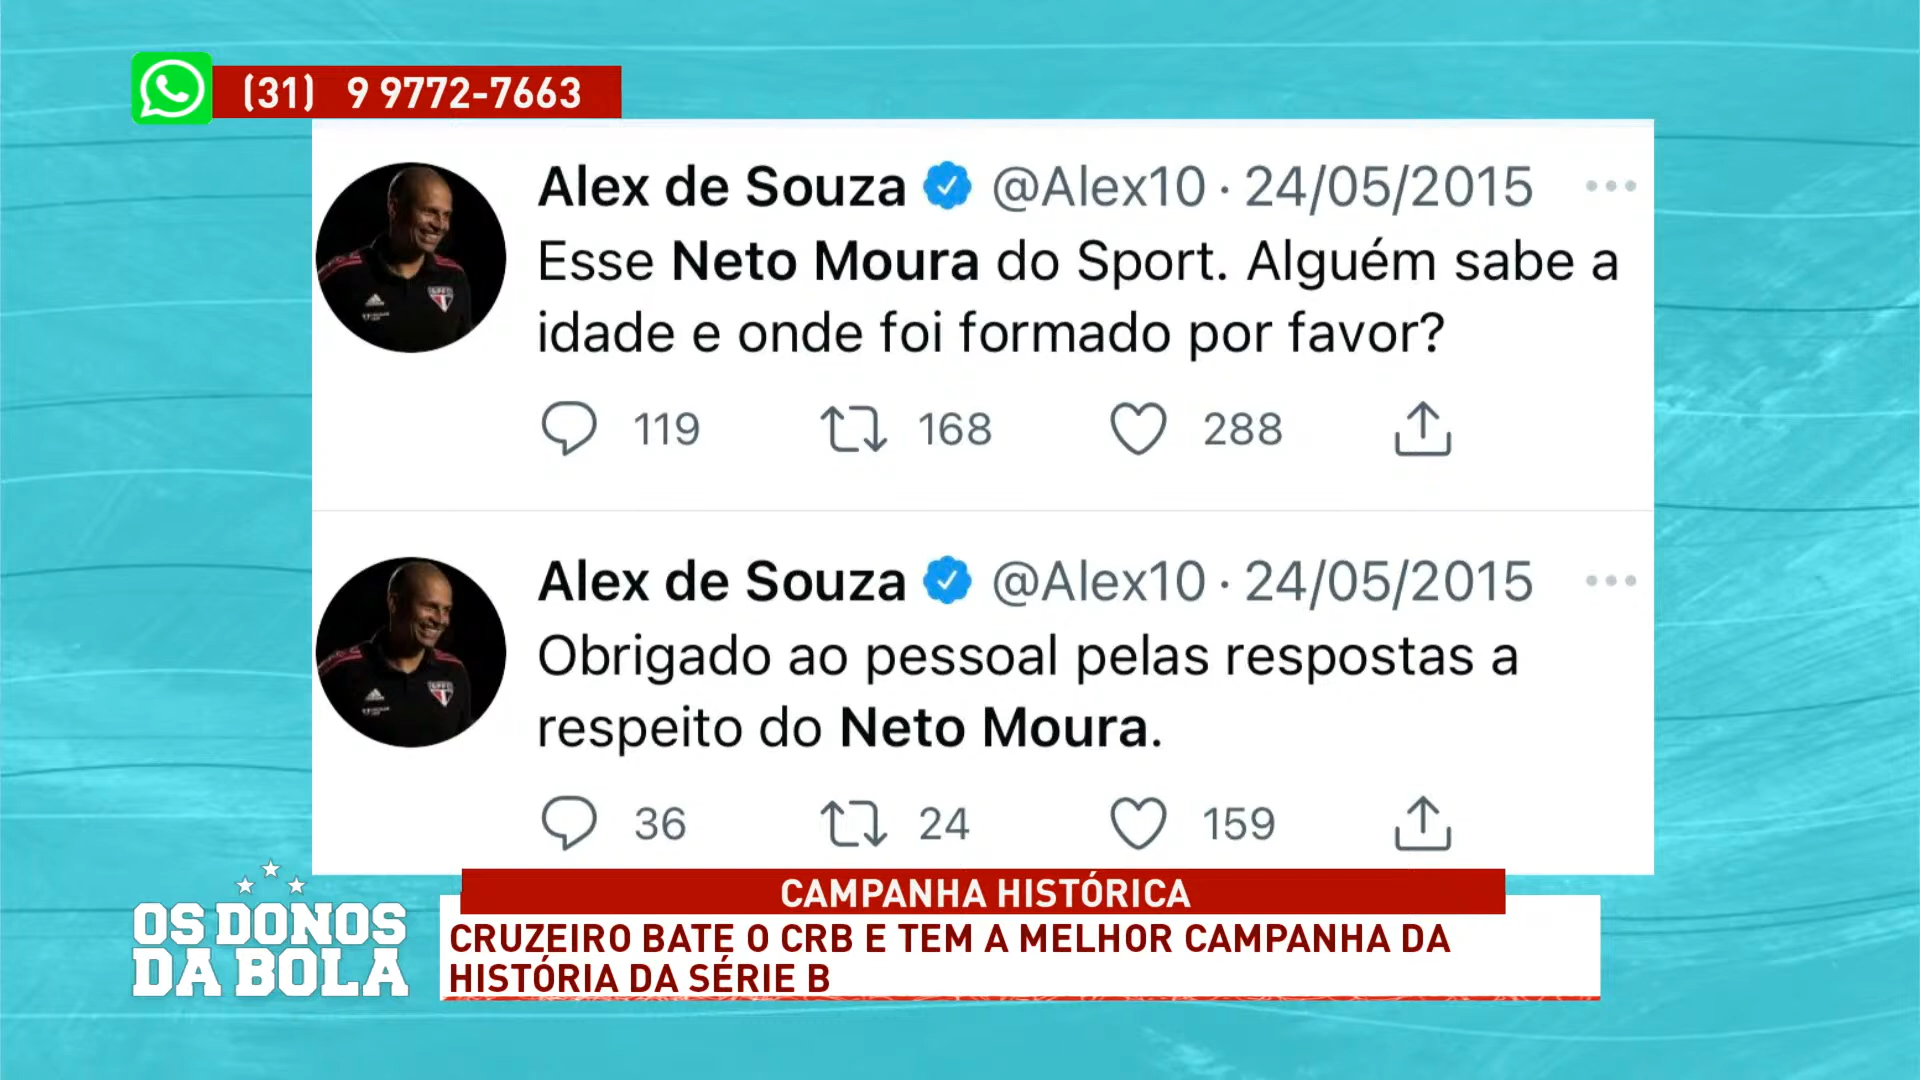 (31) 9 9772-7663
Alex de Souza @Alex10 · 24/05/2015
Esse Neto Moura do Sport. Alguém sabe a
idade e onde foi formado por favor?
119 168 288
Alex de Souza @Alex10 · 24/05/2015
Obrigado ao pessoal pelas respostas a
respeito do Neto Moura.
36 24 159
CAMPANHA HISTÓRICA
OS DONOS
DA BOLA
CRUZEIRO BATE O CRB E TEM A MELHOR CAMPANHA DA
HISTÓRIA DA SÉRIE B